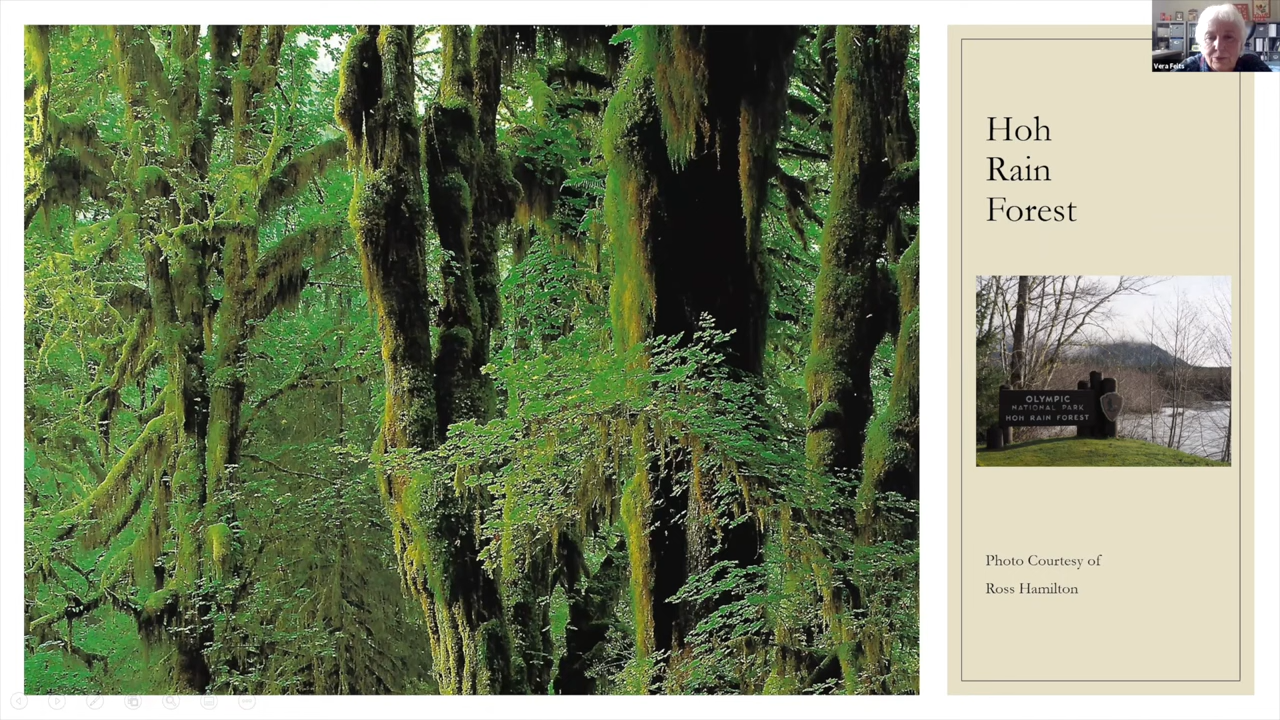 Vera Felts
Hoh
Rain
Forest
OLYMPIC
NATIONAL PARK
HOH RAIN FOREST
Photo Courtesy of
Ross Hamilton